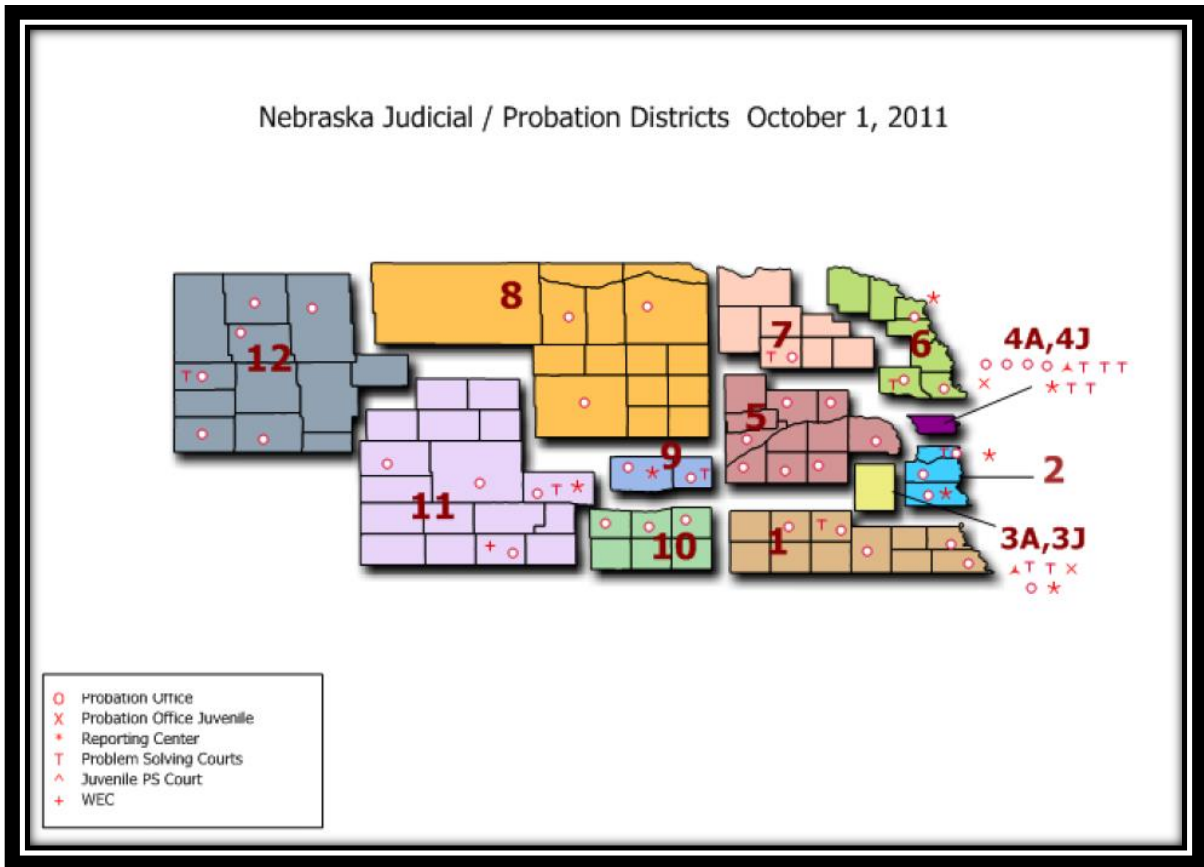 Nebraska Judicial / Probation Districts October 1, 2011
8
7
6
4A,4J
T T T
X
* T T
12
T
T
T
5
9
* T
T *
2
T *
*
11
T *
+
10
1
T
3A,3J
T T X
*
O Probation Office
X Probation Office Juvenile
* Reporting Center
T Problem Solving Courts
^ Juvenile PS Court
+ WEC